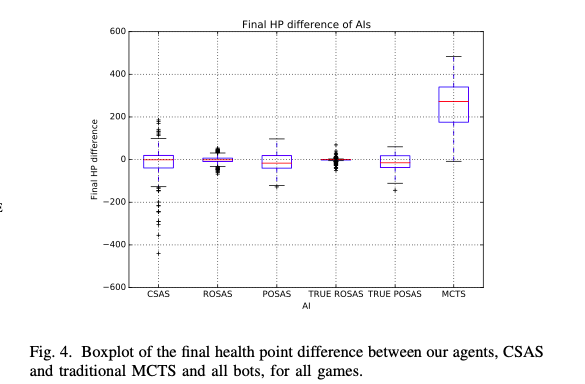 Final HP difference of AIs
600
400
200
0
−200
−400
−600
Final HP difference
CSAS ROSAS POSAS TRUE ROSAS TRUE POSAS MCTS
AI
E
Fig. 4. Boxplot of the final health point difference between our agents, CSAS
and traditional MCTS and all bots, for all games.